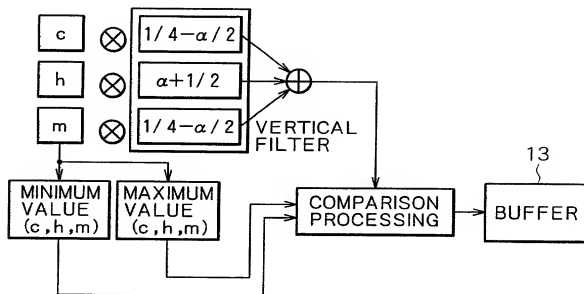 c
1/4−α/2
h
α+1/2
m
1/4−α/2
VERTICAL
FILTER
MINIMUM
VALUE
(c,h,m)
MAXIMUM
VALUE
(c,h,m)
COMPARISON
PROCESSING
13
BUFFER